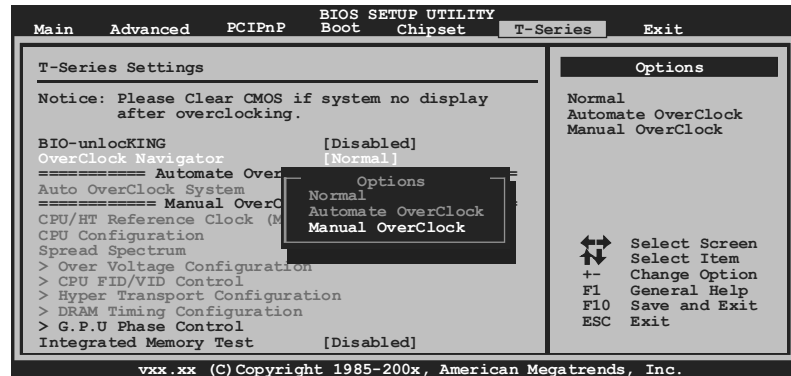 BIOS SETUP UTILITY
Main Advanced PCIPnP Boot Chipset T-Series Exit
T-Series Settings
Notice: Please Clear CMOS if system no display
after overclocking.
BIO-unlocKING [Disabled]
OverClock Navigator [Normal]
=========== Automate Over
Auto OverClock System
============ Manual OverC
CPU/HT Reference Clock (M
CPU Configuration
Spread Spectrum
> Over Voltage Configuration
> CPU FID/VID Control
> Hyper Transport Configuration
> DRAM Timing Configuration
> G.P.U Phase Control
Integrated Memory Test [Disabled]
Options
Normal
Automate OverClock
Manual OverClock
Options
Normal
Automate OverClock
Manual OverClock
Select Screen
Select Item
+- Change Option
F1 General Help
F10 Save and Exit
ESC Exit
vxx.xx (C)Copyright 1985-200x, American Megatrends, Inc.